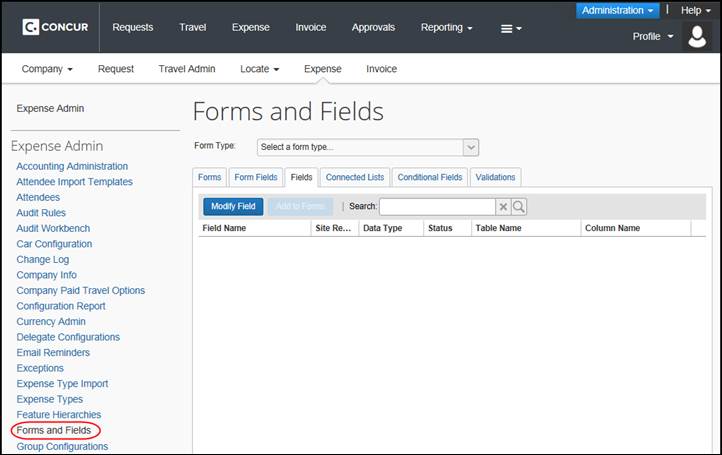 Administration | Help
C. CONCUR Requests Travel Expense Invoice Approvals Reporting
Profile
Company Request Travel Admin Locate Expense Invoice
Expense Admin
Expense Admin
Accounting Administration
Attendee Import Templates
Attendees
Audit Rules
Audit Workbench
Car Configuration
Change Log
Company Info
Company Paid Travel Options
Configuration Report
Currency Admin
Delegate Configurations
Email Reminders
Exceptions
Expense Type Import
Expense Types
Feature Hierarchies
Forms and Fields
Group Configurations
Forms and Fields
Form Type: Select a form type...
Forms Form Fields Fields Connected Lists Conditional Fields Validations
Modify Field Add to Forms | Search:
Field Name Site Re... Data Type Status Table Name Column Name